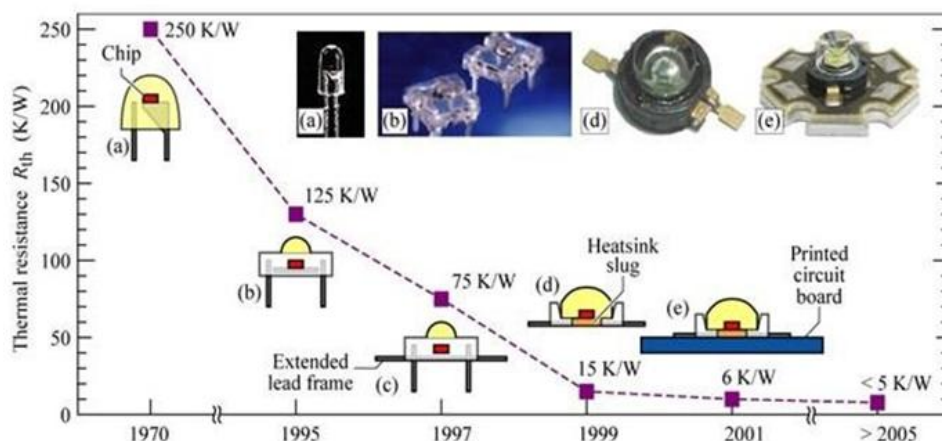 Thermal resistance Rth (K/W)
250
200
150
100
50
0
250 K/W
Chip
(a)
(a)
(b)
(d)
(e)
125 K/W
(b)
75 K/W
Extended
lead frame
(c)
(d)
Heatsink
slug
15 K/W
(e)
Printed
circuit
board
6 K/W
< 5 K/W
1970
1995
1997
1999
2001
> 2005